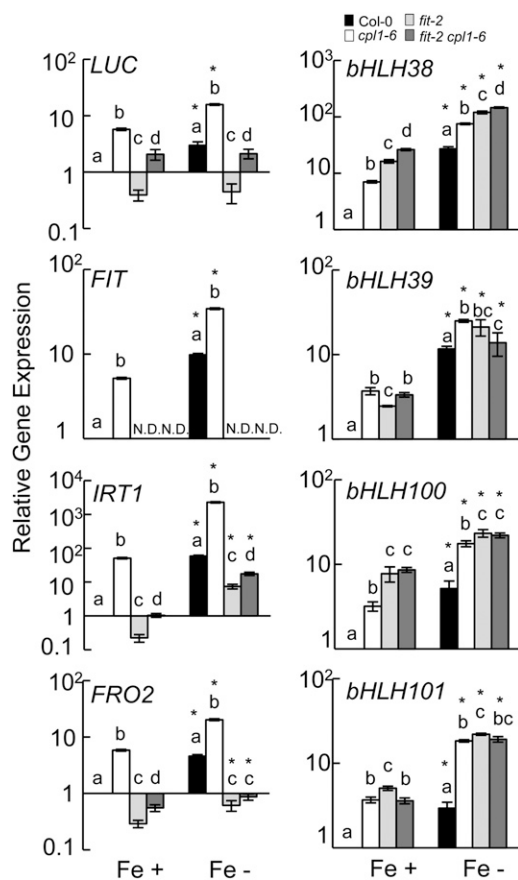 Col-0 fit-2
cpl1-6 fit-2 cpl1-6
Relative Gene Expression
LUC
10²
10
1
0.1
a b c d
* *
a b c d
bHLH38
10²
10
1
a b c d
* * * *
a b c d
FIT
10²
10
1
a b N.D. N.D.
* *
a b N.D. N.D.
bHLH39
10²
10
1
a b c b
* * * *
a b bc c
IRT1
10⁴
10³
10²
10
1
0.1
a b c d
* * * *
a b c d
bHLH100
10²
10
1
a b c c
* * * *
a b c c
FRO2
10²
10
1
0.1
a b c d
* * * *
a b c c
bHLH101
10²
10
1
a b c b
* * * *
a b c bc
Fe + Fe -
Fe + Fe -